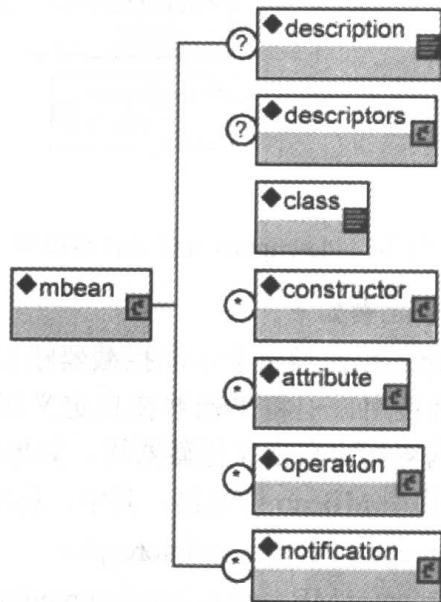 ◆description
?
◆descriptors
?
◆class
◆mbean
◆constructor
*
◆attribute
*
◆operation
*
◆notification
*